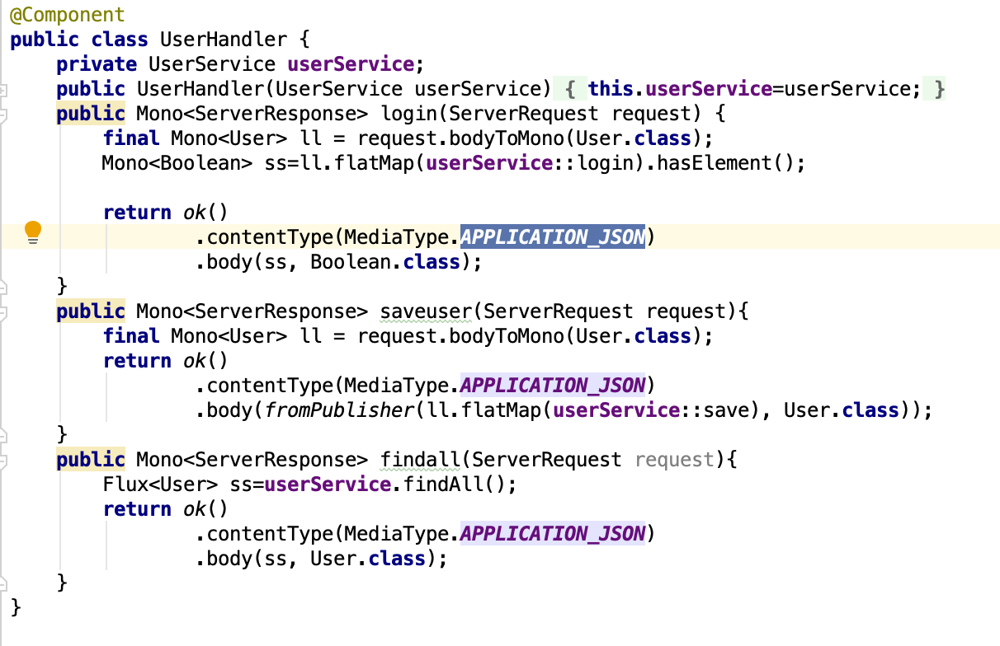 @Component
public class UserHandler {
    private UserService userService;
    public UserHandler(UserService userService) { this.userService=userService; }
    public Mono<ServerResponse> login(ServerRequest request) {
        final Mono<User> ll = request.bodyToMono(User.class);
        Mono<Boolean> ss=ll.flatMap(userService::login).hasElement();
        return ok()
                .contentType(MediaType.APPLICATION_JSON)
                .body(ss, Boolean.class);
    }
    public Mono<ServerResponse> saveuser(ServerRequest request){
        final Mono<User> ll = request.bodyToMono(User.class);
        return ok()
                .contentType(MediaType.APPLICATION_JSON)
                .body(fromPublisher(ll.flatMap(userService::save), User.class));
    }
    public Mono<ServerResponse> findall(ServerRequest request){
        Flux<User> ss=userService.findAll();
        return ok()
                .contentType(MediaType.APPLICATION_JSON)
                .body(ss, User.class);
    }
}